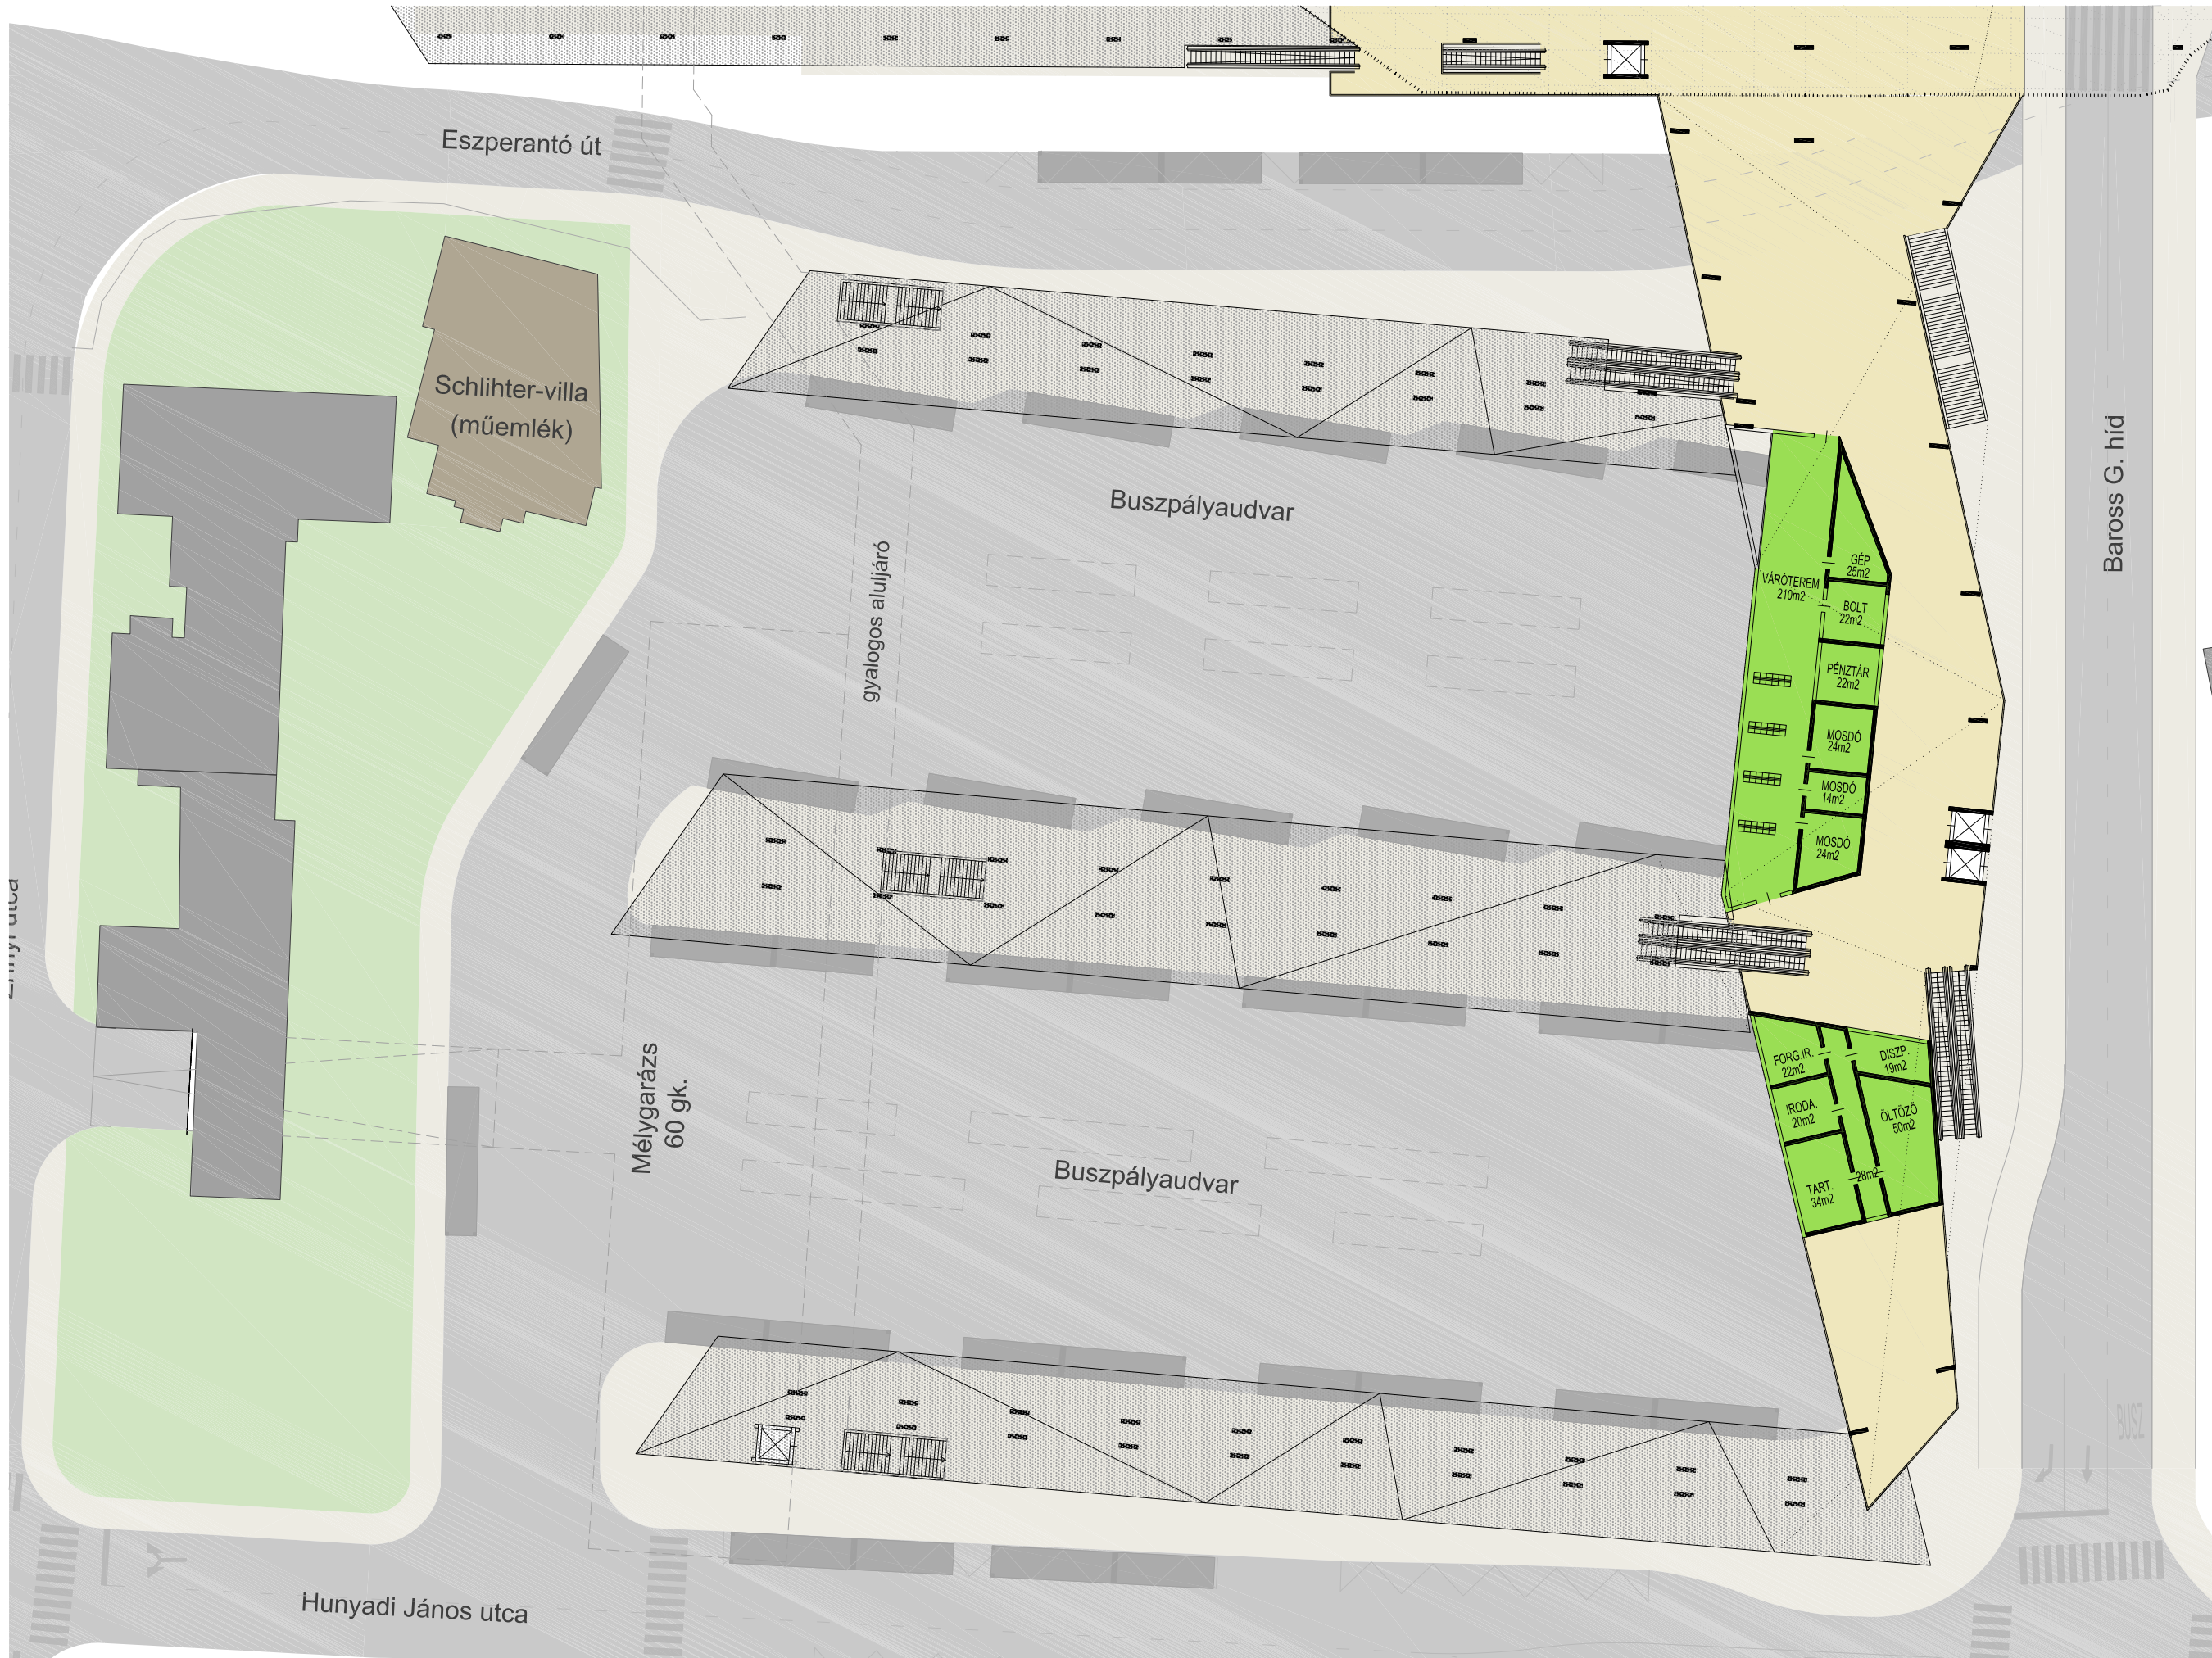 Eszperantó út
Schlihter-villa
(műemlék)
Buszpályaudvar
gyalogos aluljáró
Baross G. híd
GÉP
25m2
VÁRÓTEREM
210m2
BOLT
22m2
PÉNZTÁR
22m2
MOSDÓ
24m2
MOSDÓ
14m2
MOSDÓ
24m2
FORG.IR.
22m2
DISZP.
19m2
IRODA.
20m2
ÖLTÖZŐ
50m2
TART.
34m2
28m2
Mélygarázs
60 gk.
Buszpályaudvar
BUSZ
Hunyadi János utca